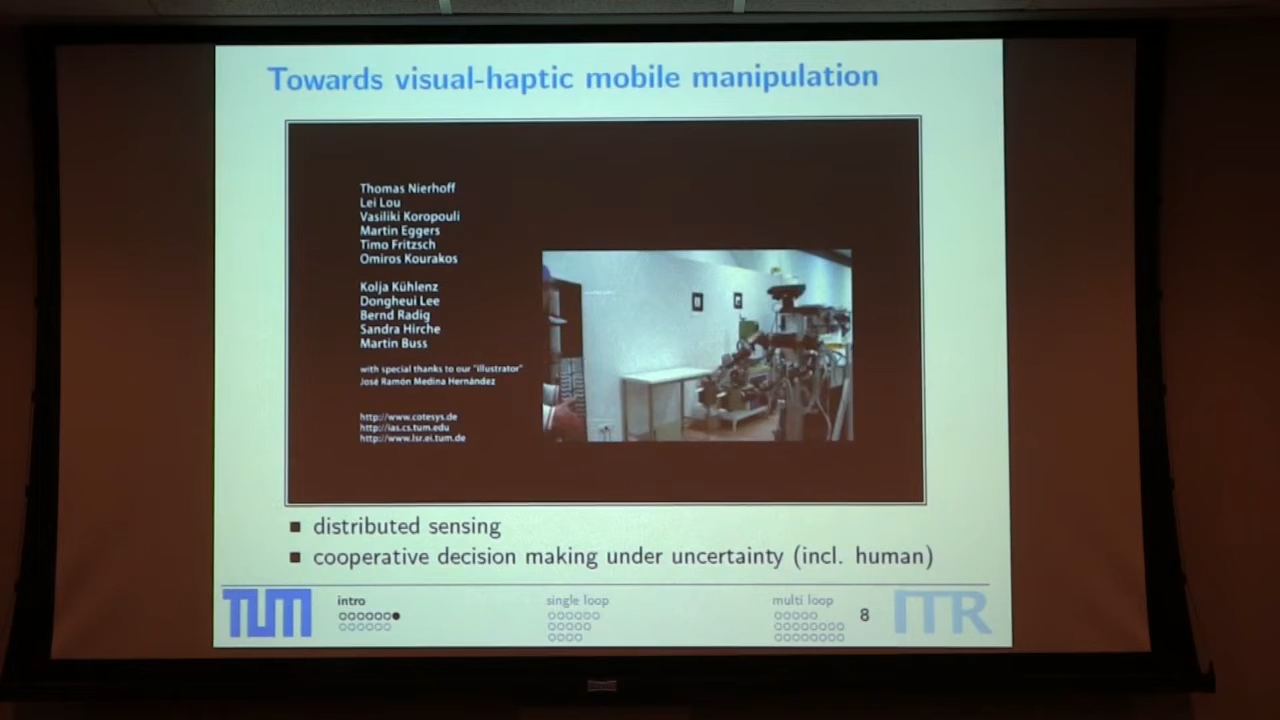 Towards visual-haptic mobile manipulation
Thomas Nierhoff
Lei Lou
Vasiliki Koropouli
Martin Eggers
Timo Fritzsch
Omiros Kourakos
Kolja Kühlenz
Dongheui Lee
Bernd Radig
Sandra Hirche
Martin Buss
with special thanks to our "illustrator"
José Ramón Medina Hernández
http://www.cotesys.de
http://ias.cs.tum.edu
http://www.lsr.ei.tum.de
distributed sensing
cooperative decision making under uncertainty (incl. human)
TUM
intro
single loop
multi loop
8
ITR